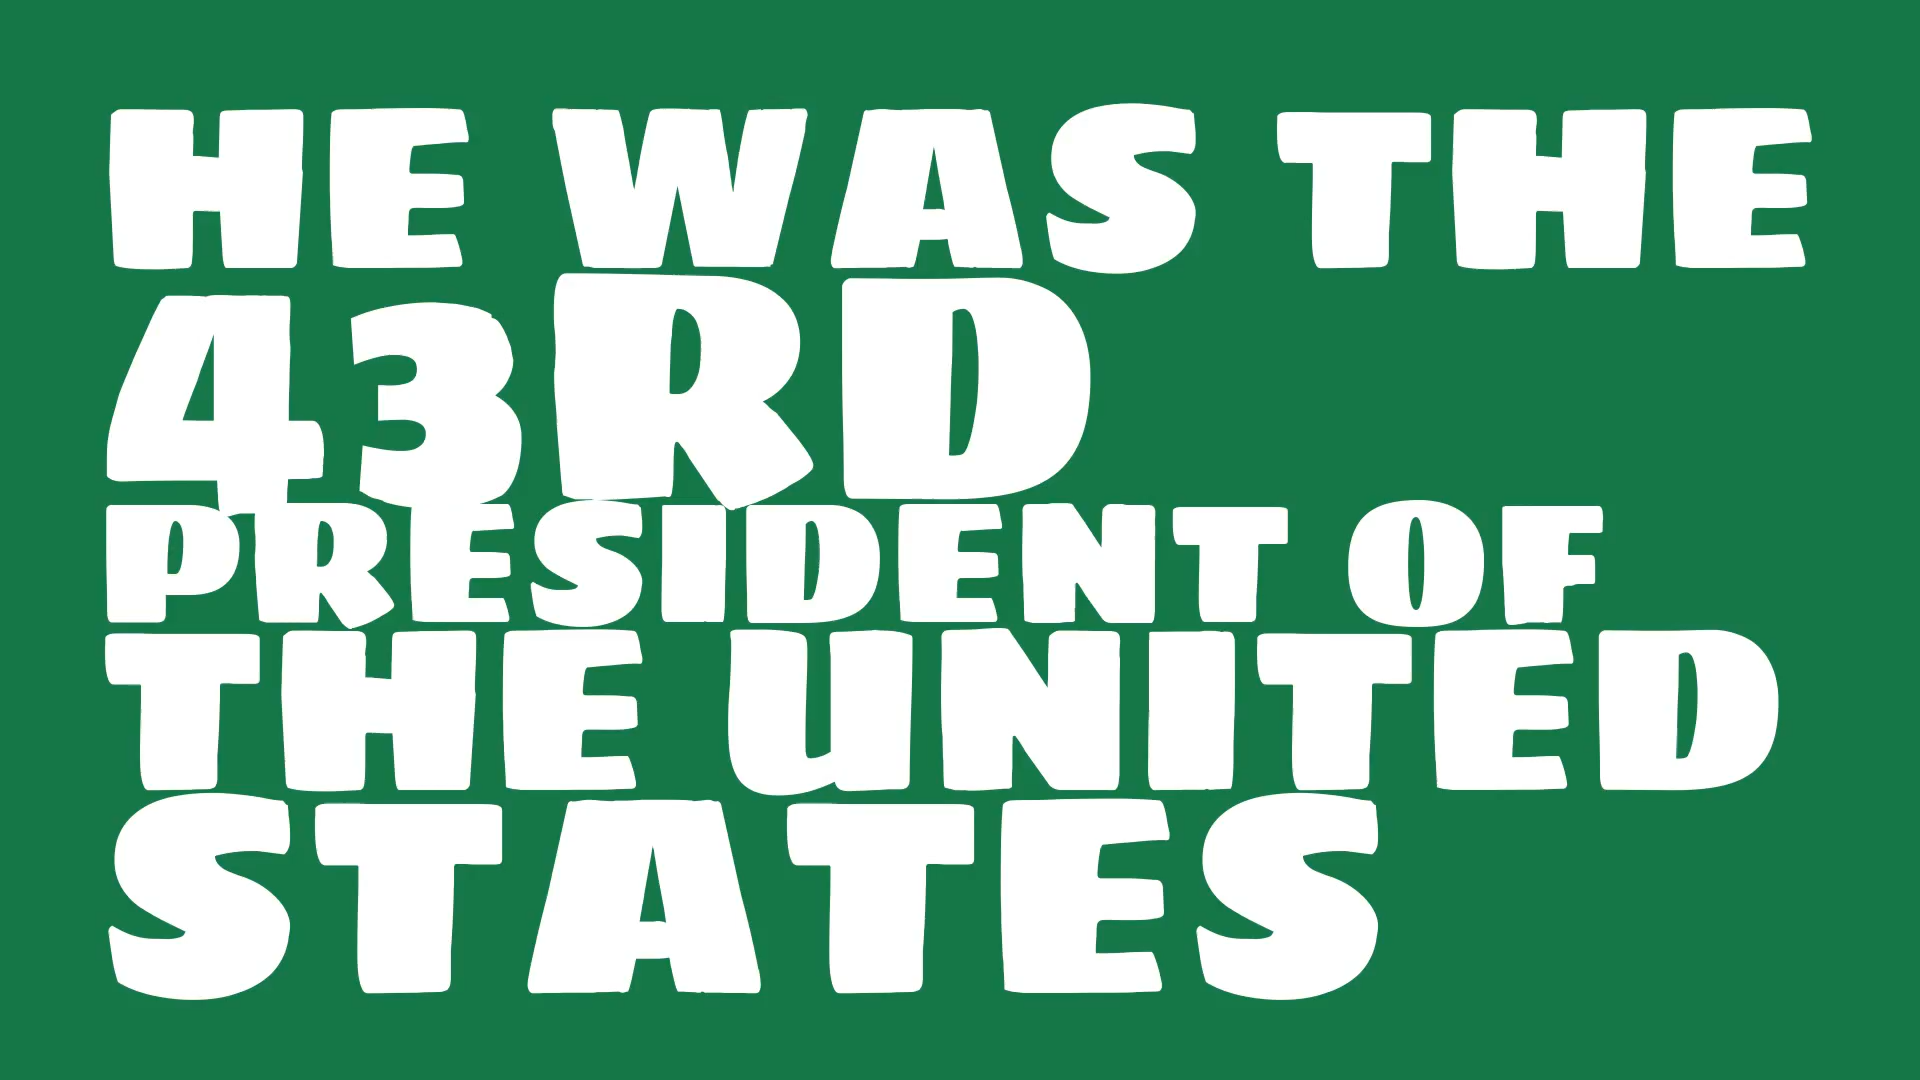 HE WAS THE
43RD
PRESIDENT OF
THE UNITED
STATES